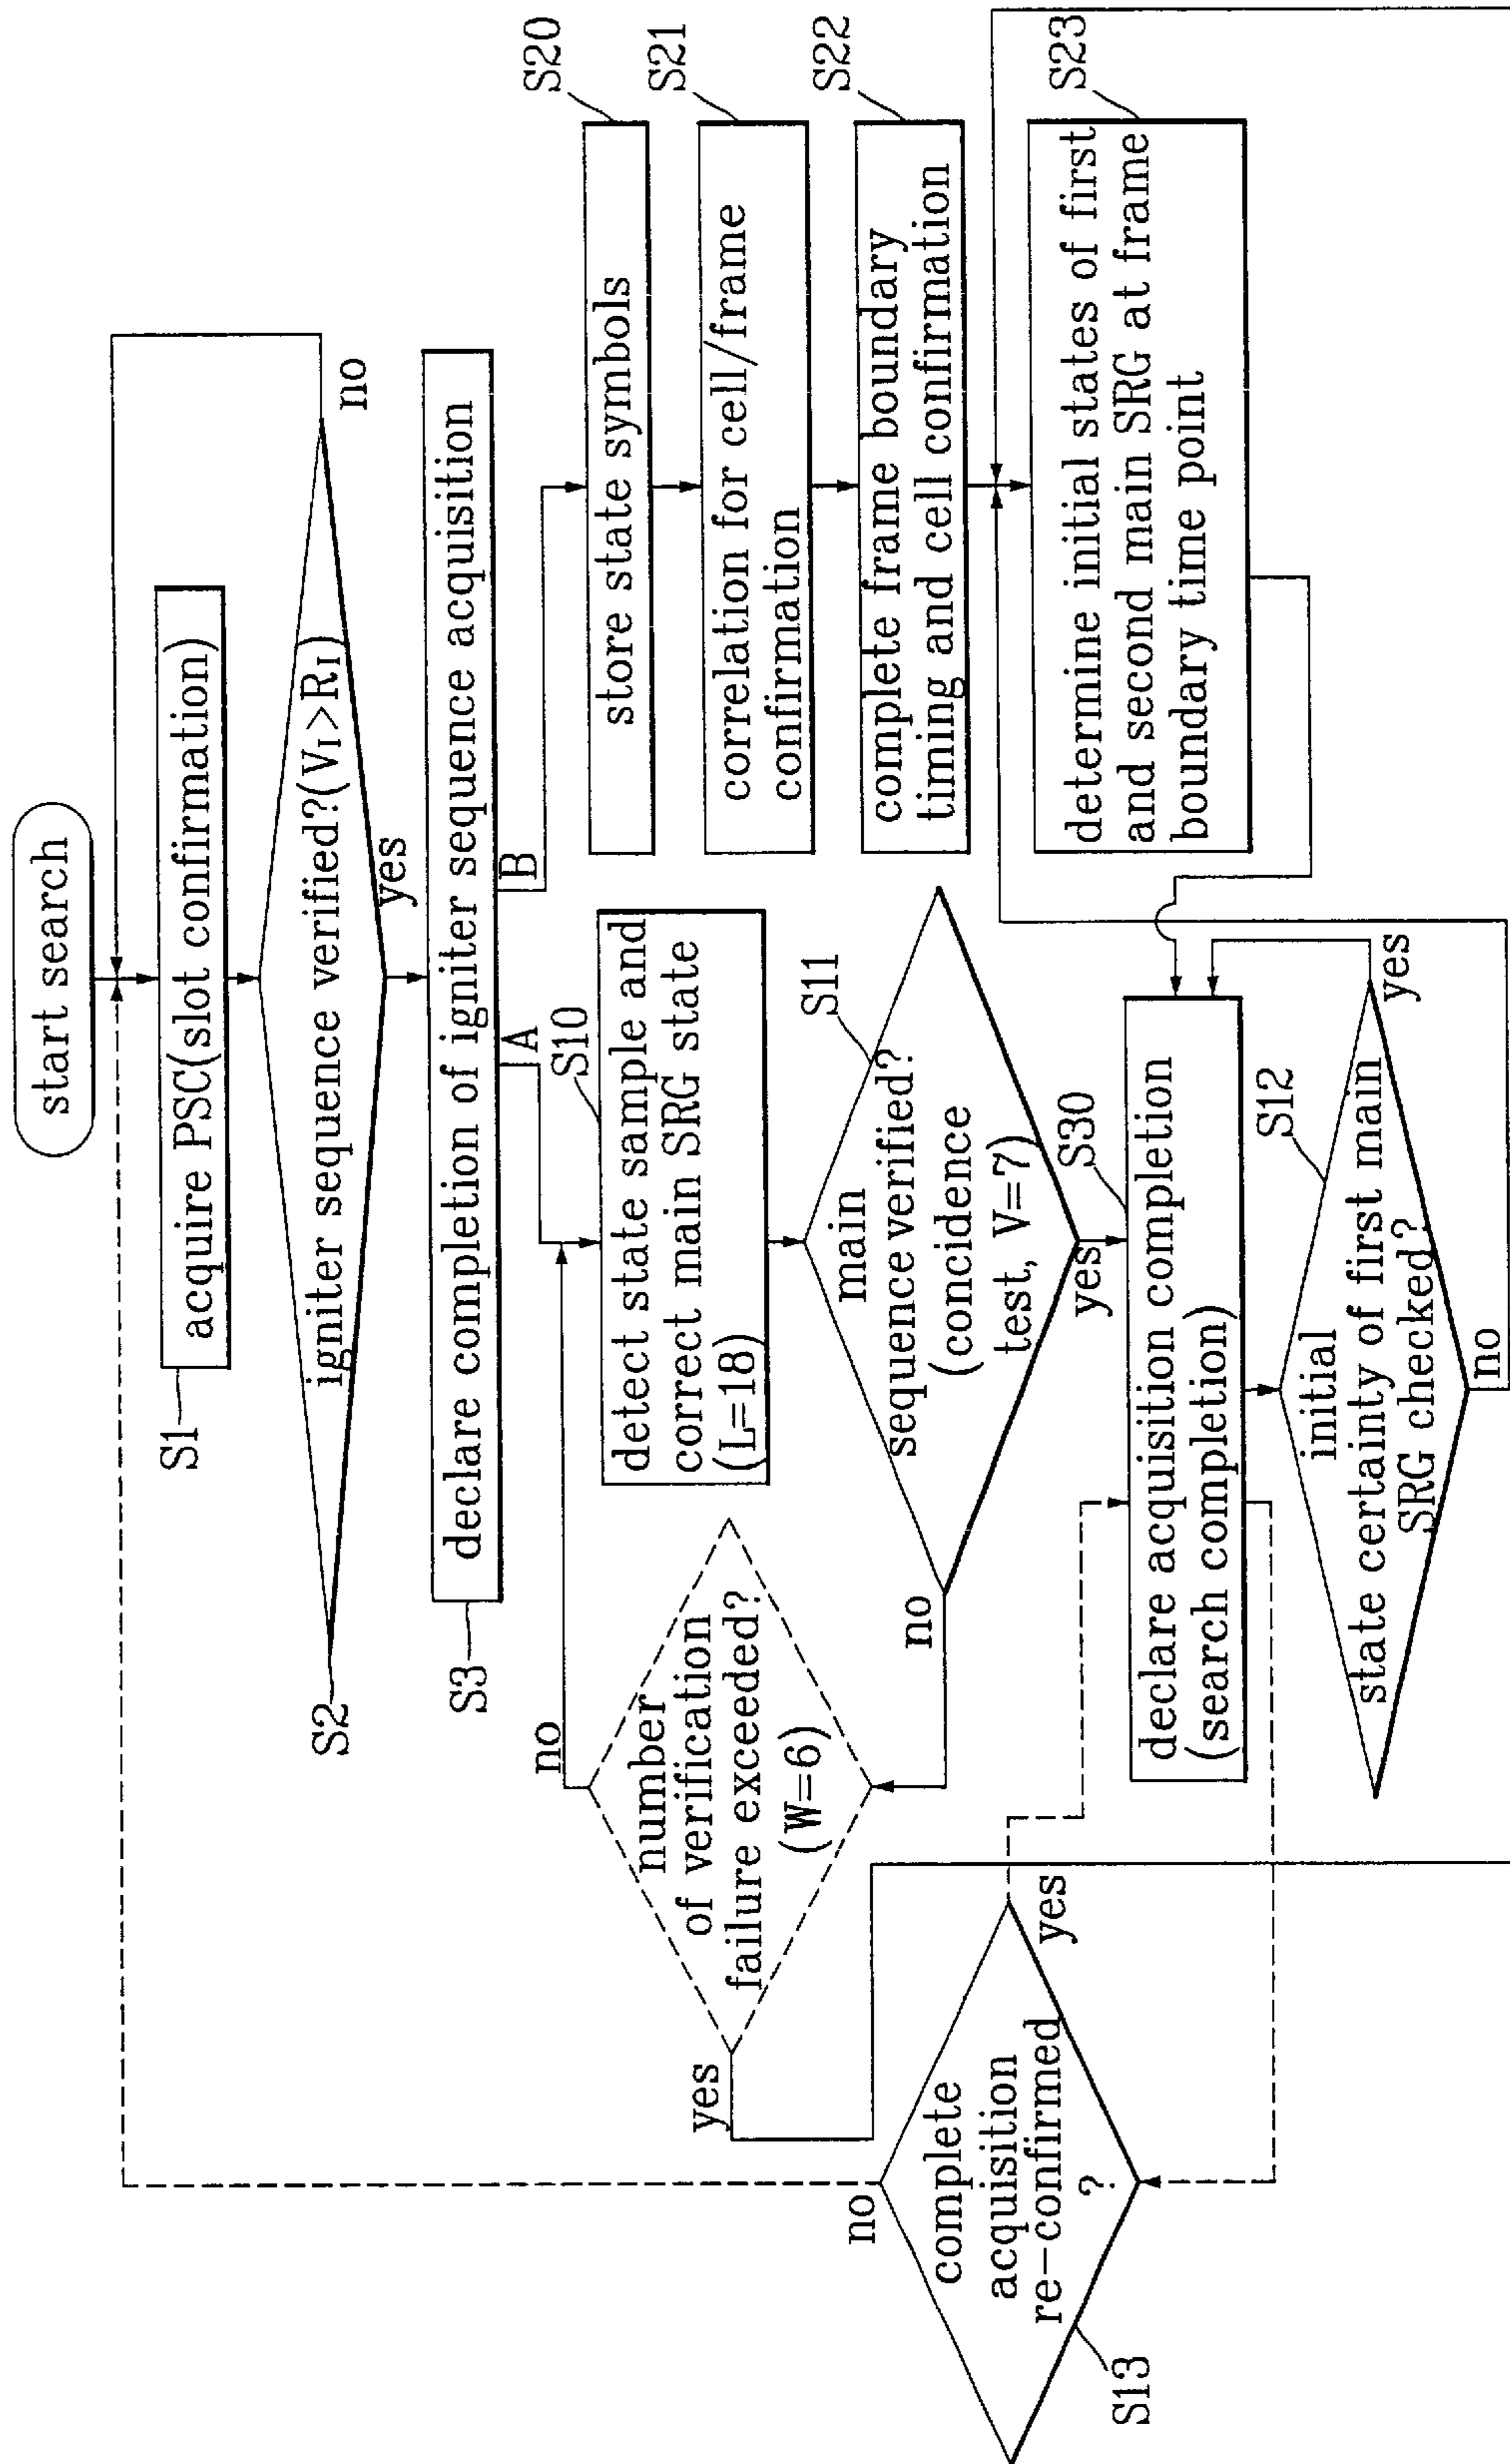 start search
S1
acquire PSC(slot confirmation)
S2
igniter sequence verified?(VI>RI)
no
yes
S3
declare completion of igniter sequence acquisition
A
B
S10
detect state sample and
correct main SRG state
(L=18)
S20
store state symbols
S21
correlation for cell/frame
confirmation
S22
complete frame boundary
timing and cell confirmation
S23
determine initial states of first
and second main SRG at frame
boundary time point
number
of verification
failure exceeded?
(W=6)
no
yes
S11
main
sequence verified?
(concidence
test, V=7)
no
yes
S30
declare acquisition completion
(search completion)
S12
initial
state certainty of first main
SRG checked?
yes
no
complete
acquisition
re-confirmed
?
no
yes
S13